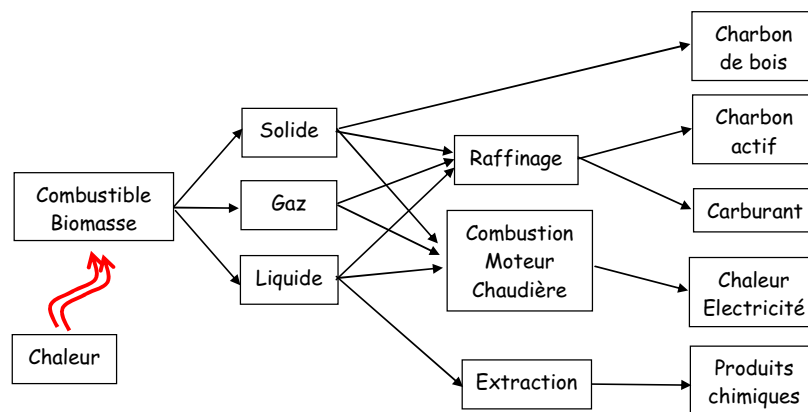 Charbon
de bois
Solide
Charbon
actif
Raffinage
Combustible
Biomasse
Gaz
Carburant
Combustion
Moteur
Chaudière
Liquide
Chaleur
Electricité
Chaleur
Extraction
Produits
chimiques